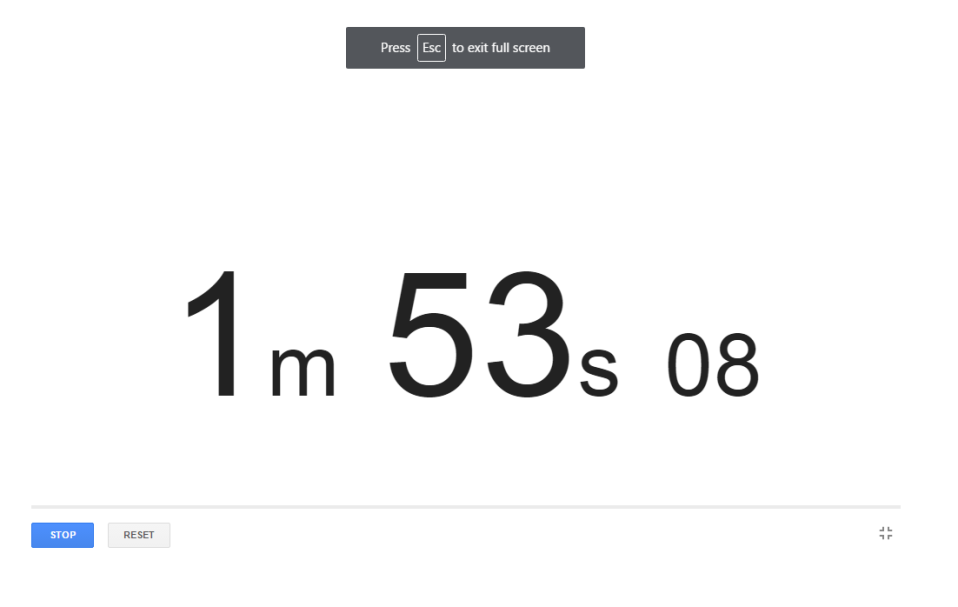 Press Esc to exit full screen
1m 53s 08
STOP RESET